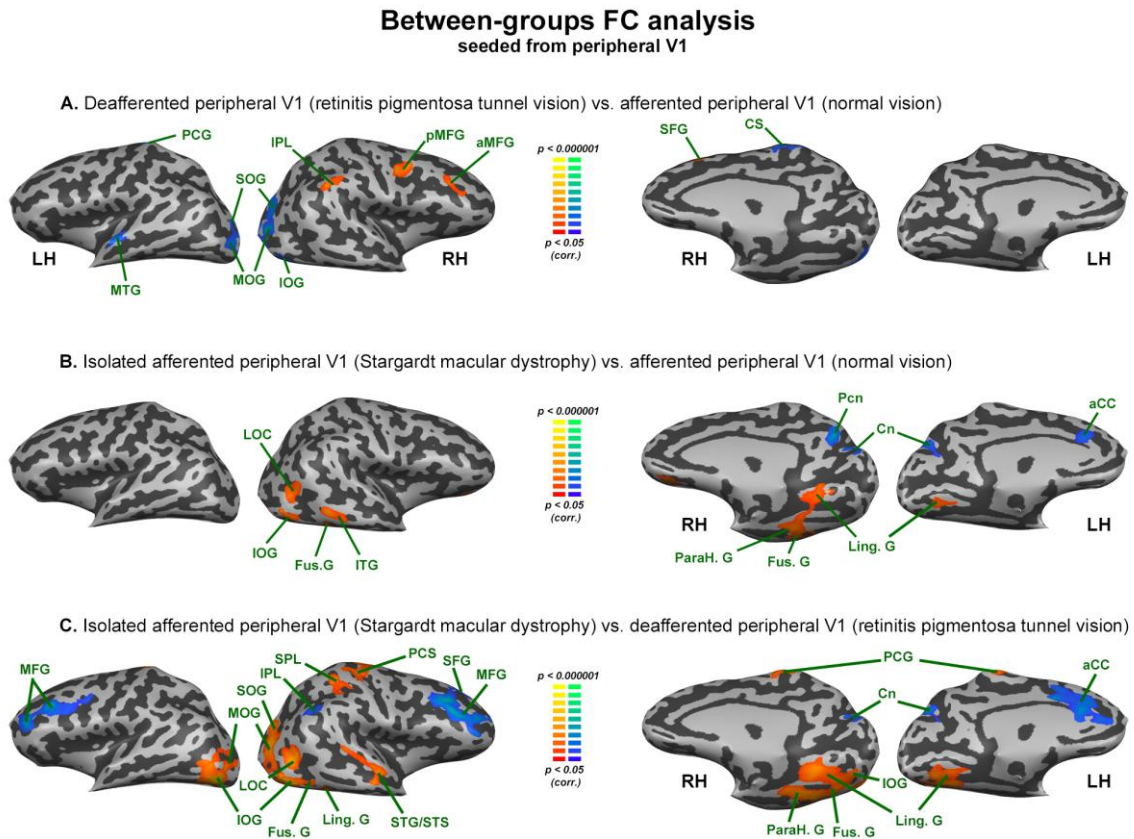 Between-groups FC analysis
seeded from peripheral V1
A. Deafferented peripheral V1 (retinitis pigmentosa tunnel vision) vs. afferented peripheral V1 (normal vision)
PCG
SOG
IPL
pMFG
aMFG
p < 0.000001
p < 0.05
(corr.)
LH
MTG
MOG
IOG
RH
SFG
CS
RH
LH
B. Isolated afferented peripheral V1 (Stargardt macular dystrophy) vs. afferented peripheral V1 (normal vision)
LOC
IOG
Fus.G
ITG
p < 0.000001
p < 0.05
(corr.)
Pcn
Cn
aCC
RH
LH
ParaH. G
Fus. G
Ling. G
C. Isolated afferented peripheral V1 (Stargardt macular dystrophy) vs. deafferented peripheral V1 (retinitis pigmentosa tunnel vision)
MFG
SOG
MOG
IPL
SPL
PCS
SFG
MFG
LOC
IOG
Fus. G
Ling. G
STG/STS
p < 0.000001
p < 0.05
(corr.)
PCG
Cn
aCC
RH
LH
IOG
ParaH. G
Fus. G
Ling. G